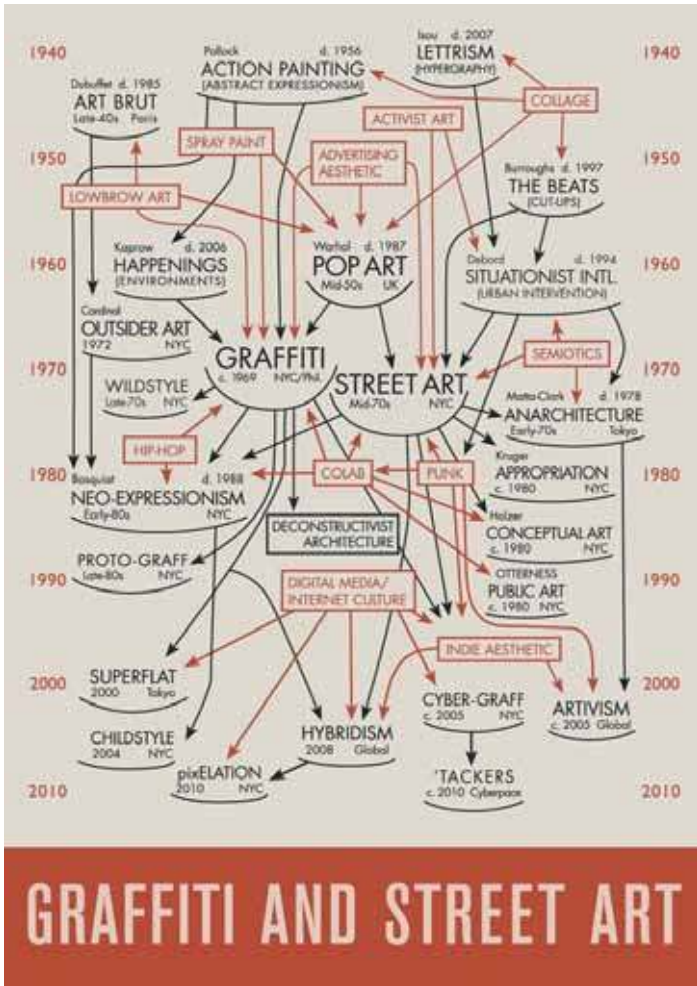 1940
1940
Pollock d. 1956
ACTION PAINTING
(ABSTRACT EXPRESSIONISM)
Isou d. 2007
LETTRISM
(HYPERGRAPHY)
Dubuffet d. 1985
ART BRUT
Late-40s Paris
COLLAGE
ACTIVIST ART
SPRAY PAINT
ADVERTISING
AESTHETIC
1950
1950
Burroughs d. 1997
THE BEATS
(CUT-UPS)
LOWBROW ART
1960
1960
Kaprow d. 2006
HAPPENINGS
(ENVIRONMENTS)
Warhol d. 1987
POP ART
Mid-50s UK
Debord d. 1994
SITUATIONIST INTL.
(URBAN INTERVENTION)
Cardinal
OUTSIDER ART
1972 NYC
GRAFFITI
c. 1969 NYC/Phil.
SEMIOTICS
1970
1970
WILDSTYLE
Late-70s NYC
STREET ART
Mid-70s NYC
Matta-Clark d. 1978
ANARCHITECTURE
Early-70s Tokyo
HIP-HOP
COLAB
PUNK
Kruger
APPROPRIATION
c. 1980 NYC
1980
1980
Basquiat d. 1988
NEO-EXPRESSIONISM
Early-80s NYC
DECONSTRUCTIVIST
ARCHITECTURE
Holzer
CONCEPTUAL ART
c. 1980 NYC
PROTO-GRAFF
Late-80s NYC
OTTERNESS
PUBLIC ART
c. 1980 NYC
1990
1990
DIGITAL MEDIA/
INTERNET CULTURE
INDIE AESTHETIC
2000
2000
SUPERFLAT
2000 Tokyo
CYBER-GRAFF
c. 2005 NYC
ARTIVISM
c. 2005 Global
CHILDSTYLE
2004 NYC
HYBRIDISM
2008 Global
pixELATION
2010 NYC
'TACKERS
c. 2010 Cyberpace
2010
2010
GRAFFITI AND STREET ART